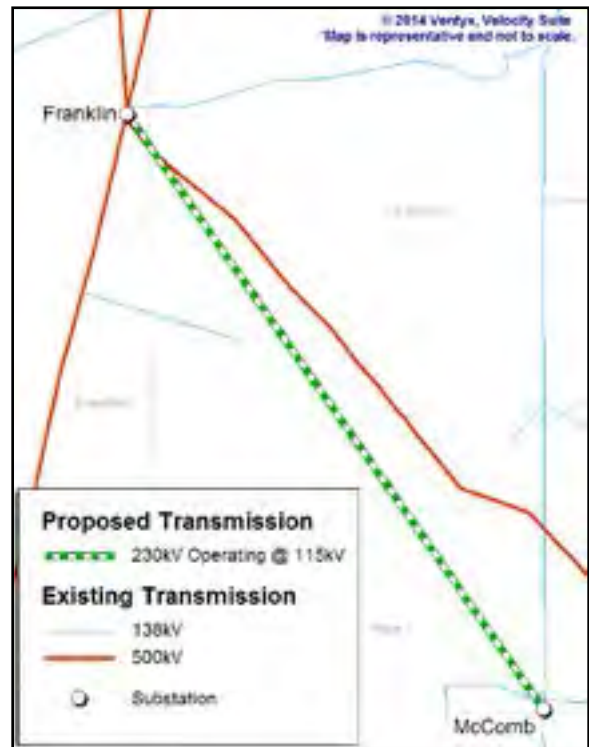 © 2014 Ventyx, Velocity Suite
*Map is representative and not to scale.
Franklin
Proposed Transmission
230kV Operating @ 115kV
Existing Transmission
138kV
500kV
Substation
McComb